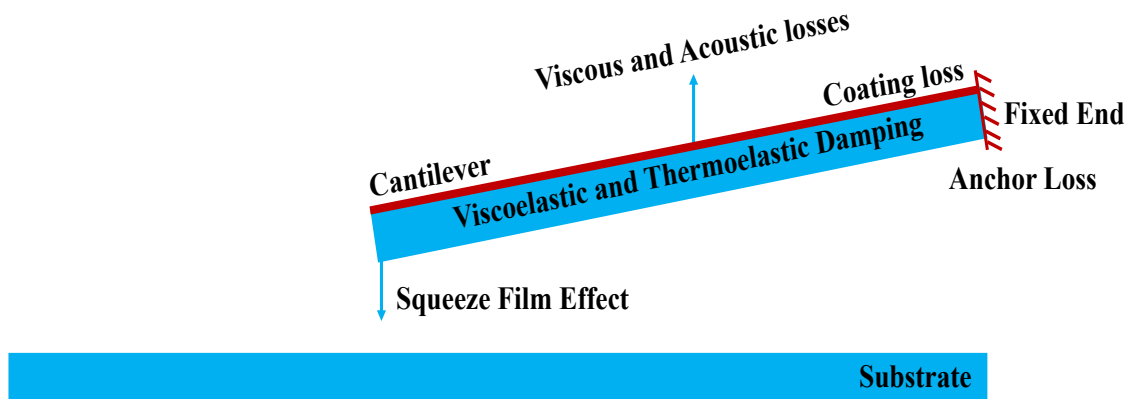 Viscous and Acoustic losses
Coating loss
Fixed End
Cantilever
Viscoelastic and Thermoelastic Damping
Anchor Loss
Squeeze Film Effect
Substrate